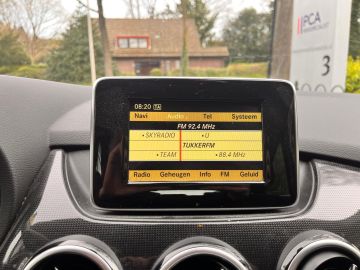 PCA
3
08:20 TA
Navi Audio Tel Systeem
FM 92.4 MHz
•SKYRADIO •U
TUKKERFM
•TEAM •88.4 MHz
Radio Geheugen Info FM Geluid